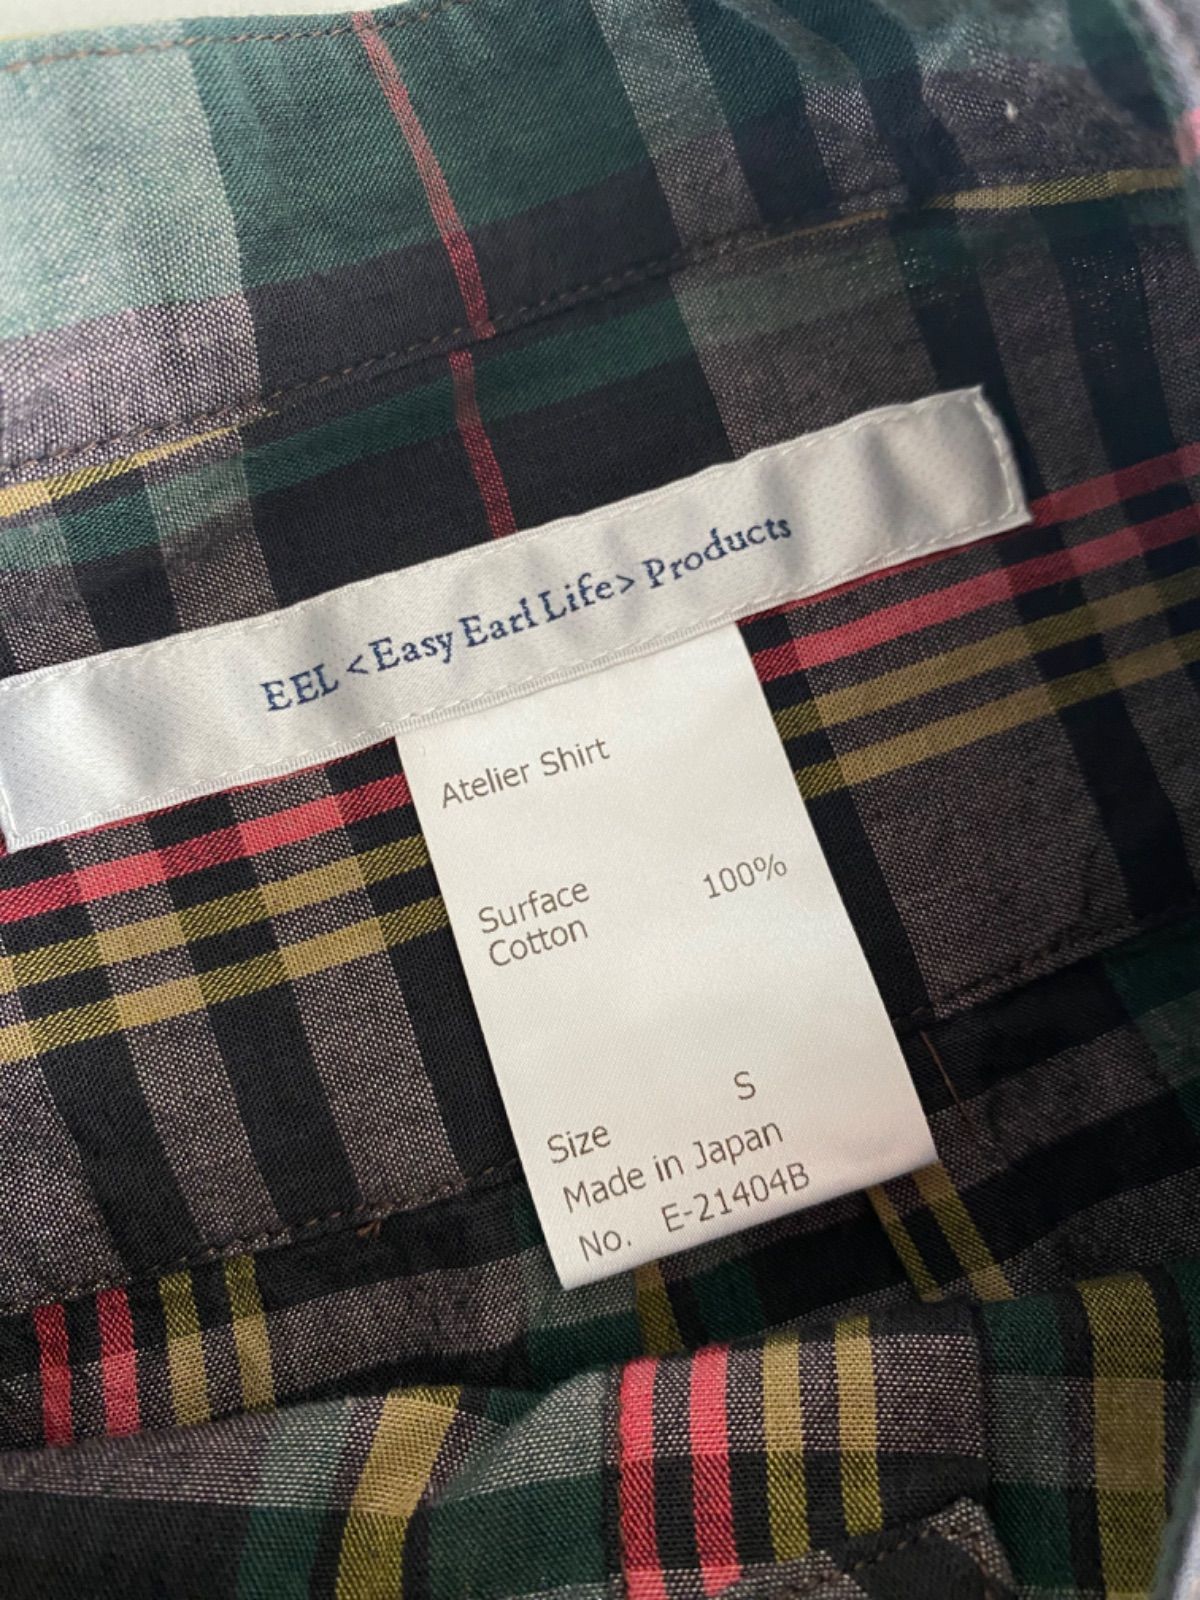 EEL <Easy Earl Life> Products
Atelier Shirt
Surface
Cotton 100%
Size S
Made in Japan
No. E-21404B